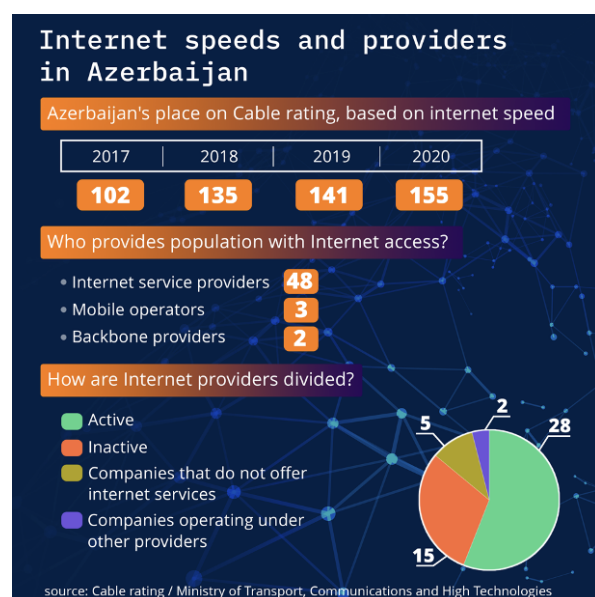 Internet speeds and providers
in Azerbaijan
Azerbaijan's place on Cable rating, based on internet speed
2017 | 2018 | 2019 | 2020
102 135 141 155
Who provides population with Internet access?
• Internet service providers 48
• Mobile operators 3
• Backbone providers 2
How are Internet providers divided?
Active
Inactive
Companies that do not offer
internet services
Companies operating under
other providers
5
2
28
15
source: Cable rating / Ministry of Transport, Communications and High Technologies